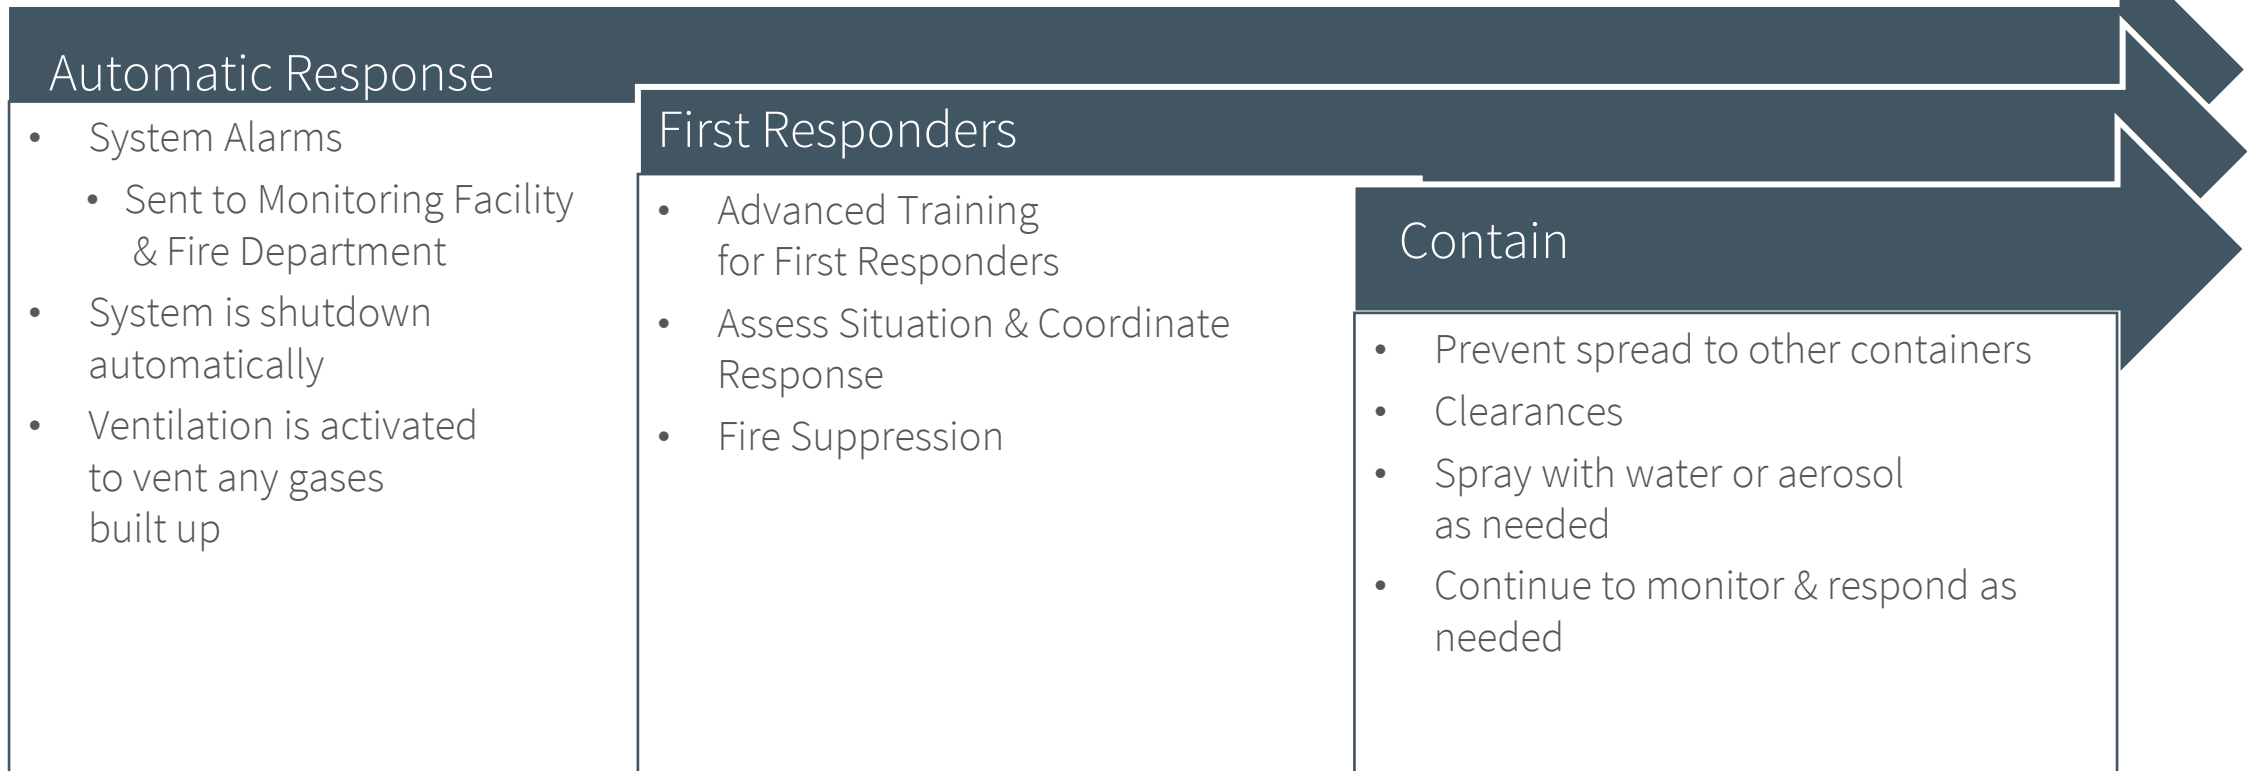 Automatic Response
• System Alarms
• Sent to Monitoring Facility
& Fire Department
• System is shutdown
automatically
• Ventilation is activated
to vent any gases
built up
First Responders
• Advanced Training
for First Responders
• Assess Situation & Coordinate
Response
• Fire Suppression
Contain
• Prevent spread to other containers
• Clearances
• Spray with water or aerosol
as needed
• Continue to monitor & respond as
needed